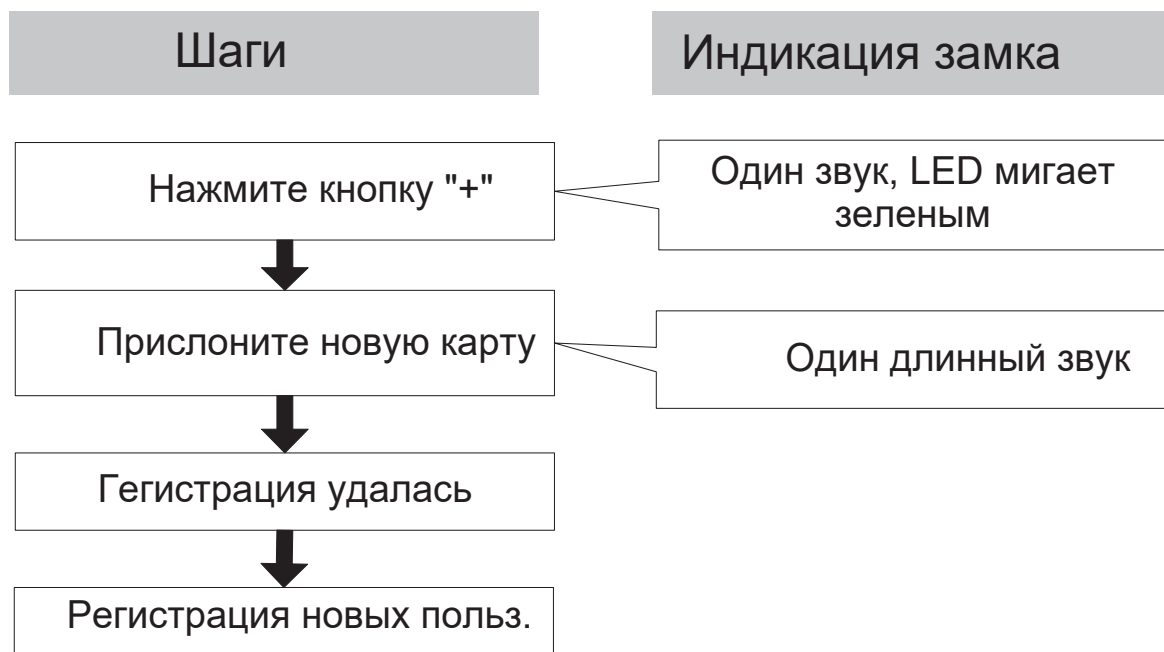 Шаги
Индикация замка
Нажмите кнопку "+"
Один звук, LED мигает
зеленым
Прислоните новую карту
Один длинный звук
Гегистрация удалась
Регистрация новых польз.